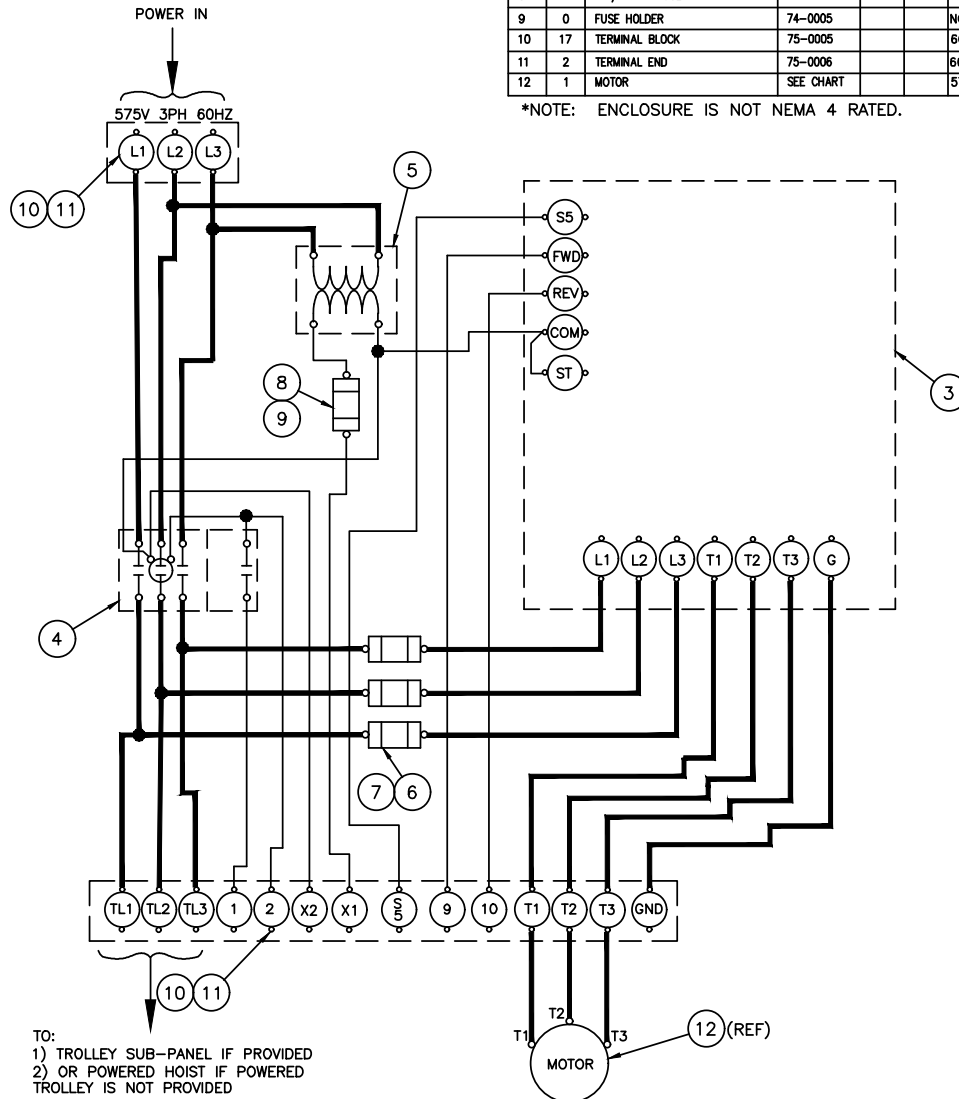 POWER IN
9 0 FUSE HOLDER 74-0005
10 17 TERMINAL BLOCK 75-0005
11 2 TERMINAL END 75-0006
12 1 MOTOR SEE CHART
*NOTE: ENCLOSURE IS NOT NEMA 4 RATED.
575V 3PH 60HZ
L1 L2 L3
10 11
5
S5
FWD
REV
COM
ST
3
8
9
L1 L2 L3 T1 T2 T3 G
4
7 6
TL1 TL2 TL3 1 2 X2 X1 S5 9 10 T1 T2 T3 GND
10 11
TO:
1) TROLLEY SUB-PANEL IF PROVIDED
2) OR POWERED HOIST IF POWERED
TROLLEY IS NOT PROVIDED
T1 T2 T3
MOTOR
12 (REF)